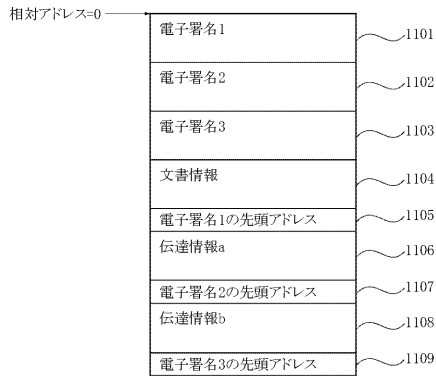 相対アドレス=0
電子署名1
1101
電子署名2
1102
電子署名3
1103
文書情報
1104
電子署名1の先頭アドレス
1105
伝達情報a
1106
電子署名2の先頭アドレス
1107
伝達情報b
1108
電子署名3の先頭アドレス
1109